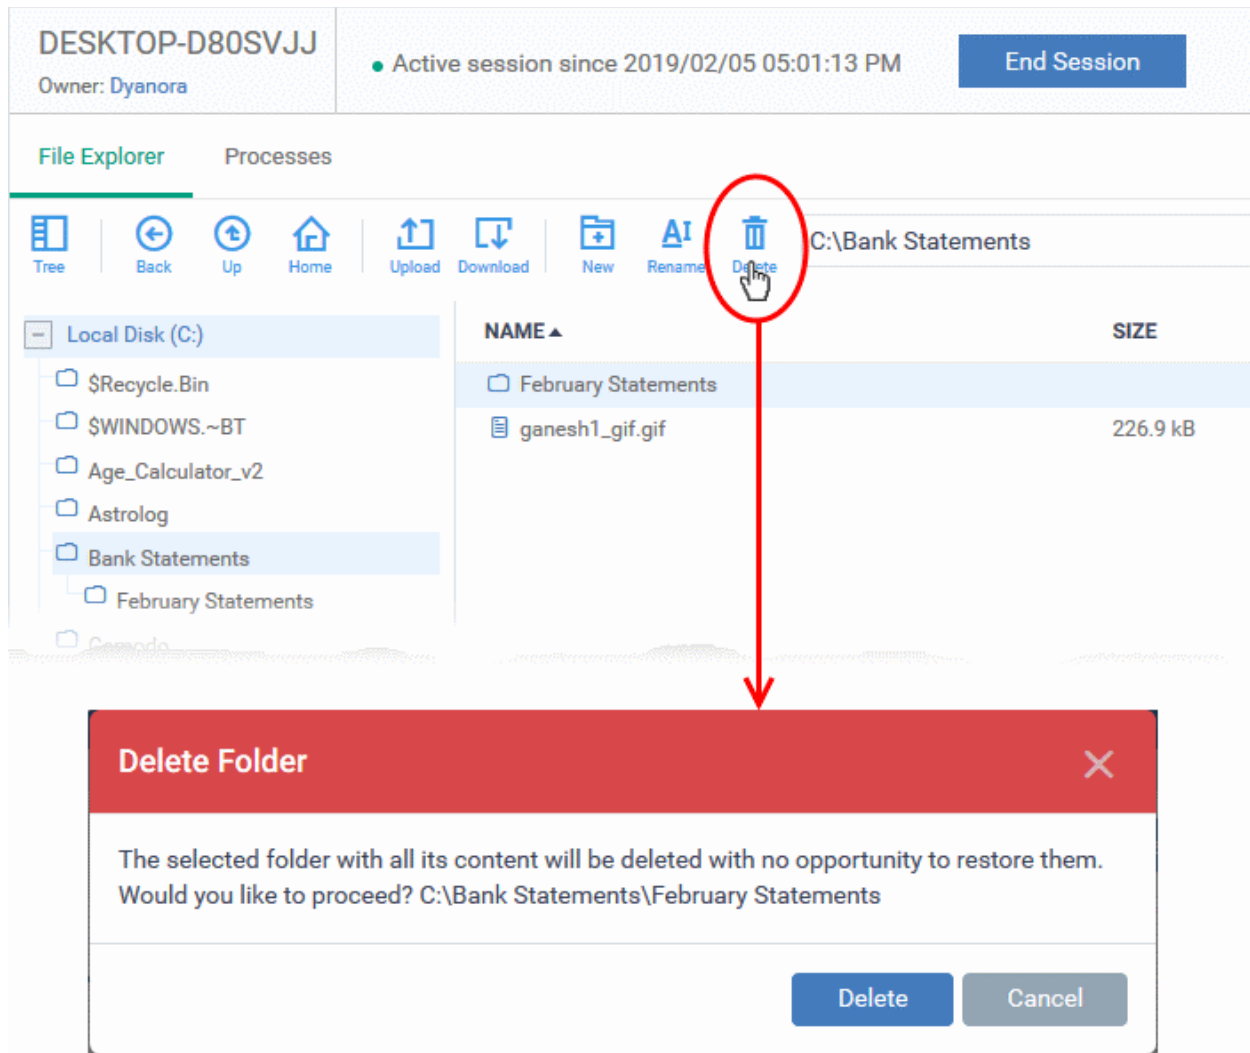 DESKTOP-D80SVJJ
Owner: Dyanora
Active session since 2019/02/05 05:01:13 PM
End Session
File Explorer
Processes
Tree
Back
Up
Home
Upload
Download
New
Rename
Delete
C:\Bank Statements
Local Disk (C:)
$Recycle.Bin
$WINDOWS.~BT
Age_Calculator_v2
Astrolog
Bank Statements
February Statements
Comodo
NAME
SIZE
February Statements
ganesh1_gif.gif
226.9 kB
Delete Folder
The selected folder with all its content will be deleted with no opportunity to restore them.
Would you like to proceed? C:\Bank Statements\February Statements
Delete
Cancel